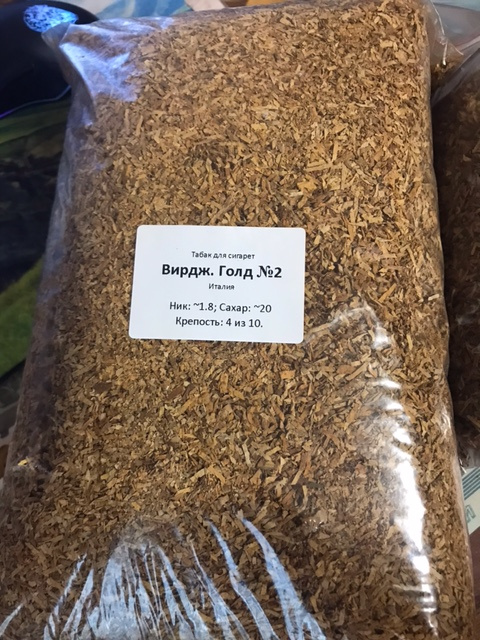 Табак для сигарет
Вирдж. Голд №2
Италия
Ник: ~1.8; Сахар: ~20
Крепость: 4 из 10.